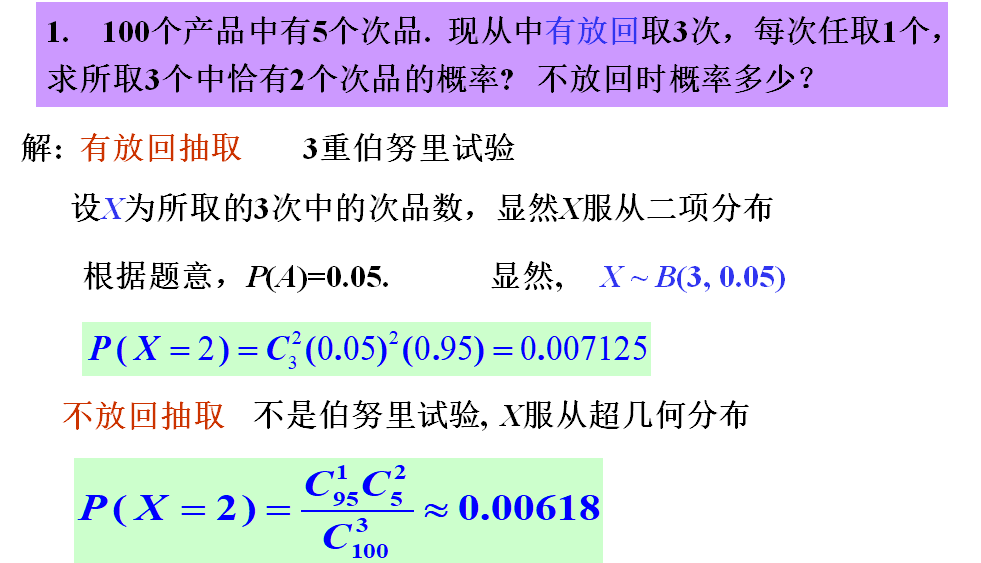 1. 100个产品中有5个次品. 现从中有放回取3次，每次任取1个，
求所取3个中恰有2个次品的概率? 不放回时概率多少？
解: 有放回抽取 3重伯努里试验
设X为所取的3次中的次品数，显然X服从二项分布
根据题意，P(A)=0.05. 显然, X ~ B(3, 0.05)
P(X = 2) = C₃²(0.05)²(0.95) = 0.007125
不放回抽取 不是伯努里试验, X服从超几何分布
P(X = 2) = \frac{C_{95}^{1} C_{5}^{2}}{C_{100}^{3}} ≈ 0.00618